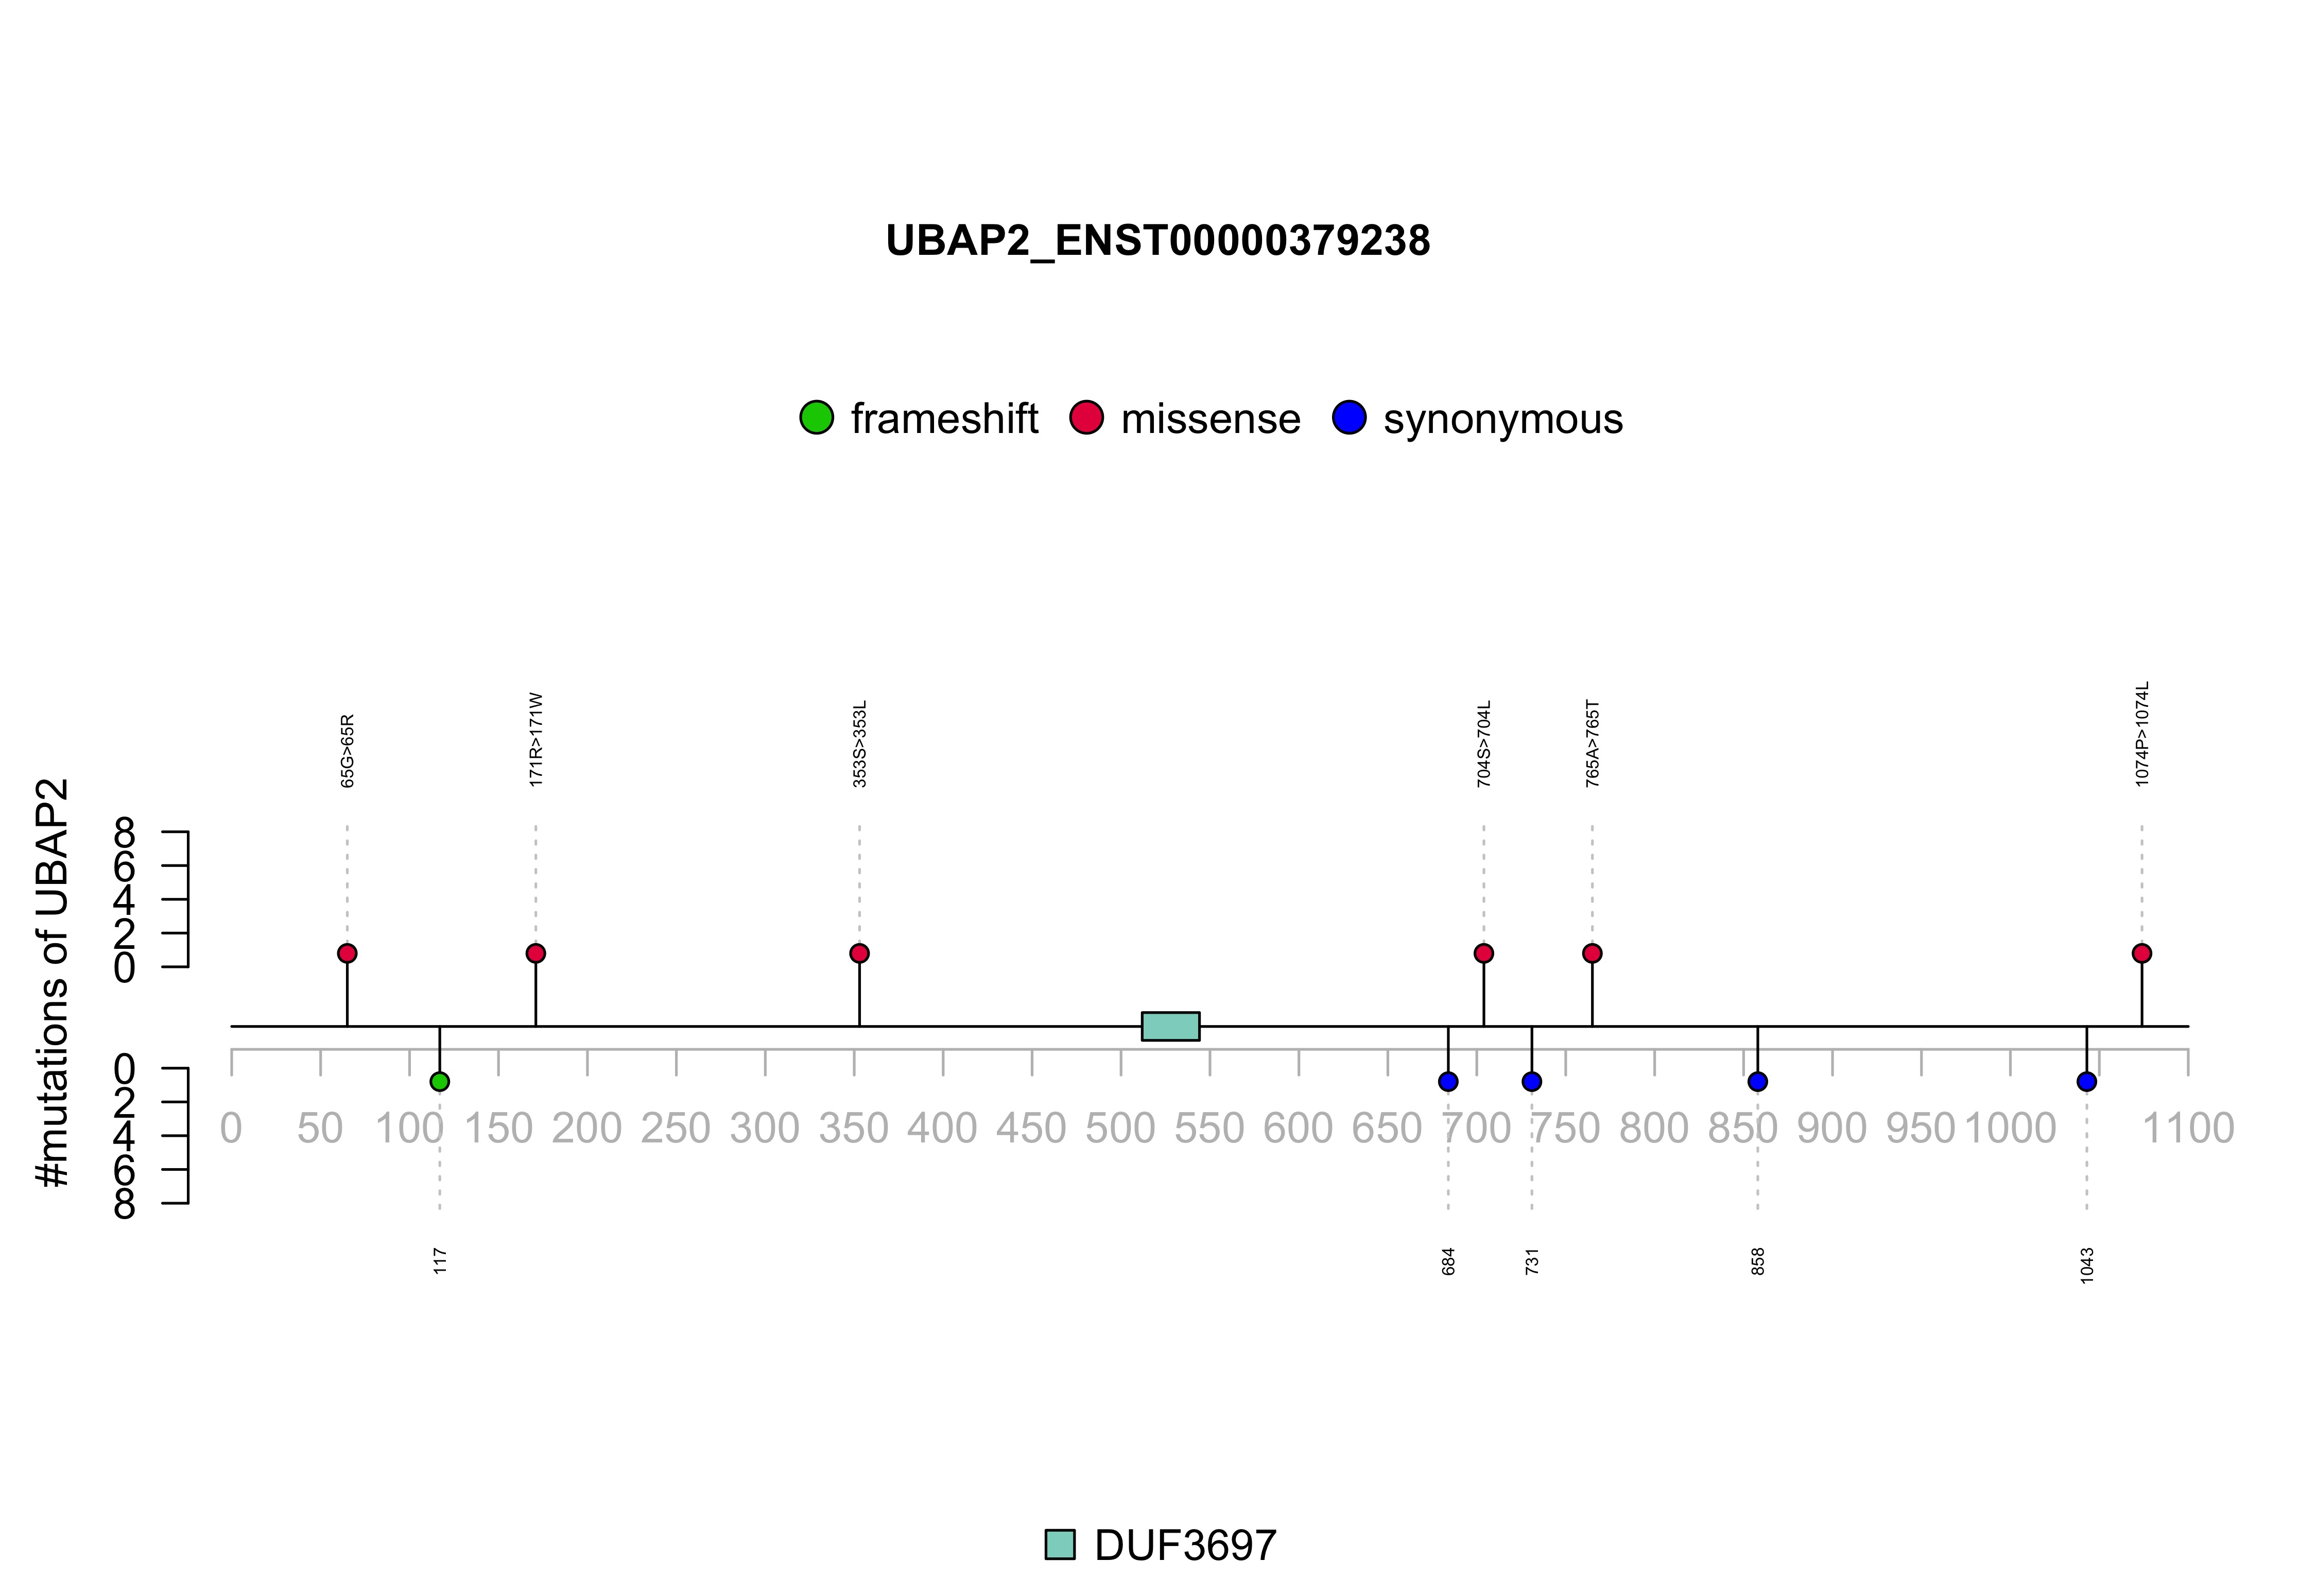 UBAP2_ENST00000379238
frameshift missense synonymous
65G>65R
171R>171W
353S>353L
704S>704L
765A>765T
1074P>1074L
#mutations of UBAP2
8
6
4
2
0
0
2
4
6
8
0 50 100 150 200 250 300 350 400 450 500 550 600 650 700 750 800 850 900 950 1000 1100
117
684
731
858
1043
DUF3697